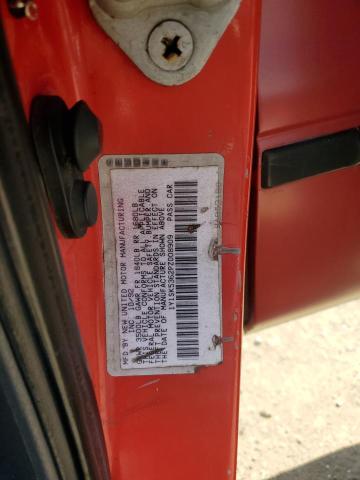 MFD BY NEW UNITED MOTOR MANUFACTURING
INC. 10/92
GVWR 3500LB GAWR FR 1840LB RR 1680LB
THIS VEHICLE CONFORMS TO ALL APPLICABLE
FEDERAL MOTOR VEHICLE SAFETY, BUMPER, AND
THEFT PREVENTION STANDARDS IN EFFECT ON
THE DATE OF MANUFACTURE SHOWN ABOVE
1Y1SK5362PZ008909 PASS CAR